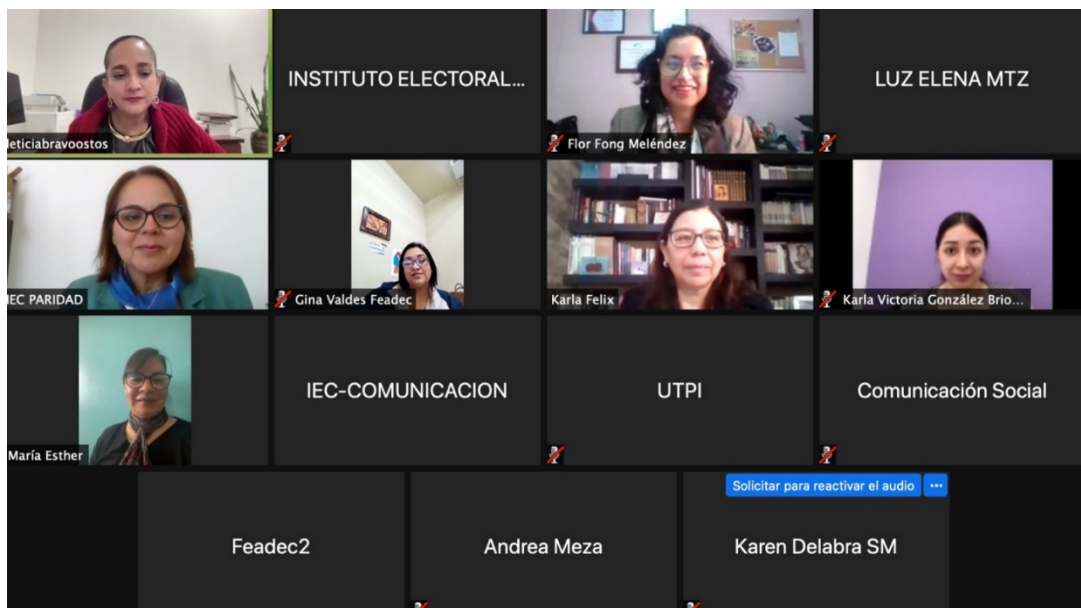 leticiabravoostos
INSTITUTO ELECTORAL...
Flor Fong Meléndez
LUZ ELENA MTZ
IEC PARIDAD
Gina Valdes Feadec
Karla Felix
Karla Victoria González Brio...
María Esther
IEC-COMUNICACION
UTPI
Comunicación Social
Solicitar para reactivar el audio
Feadec2
Andrea Meza
Karen Delabra SM